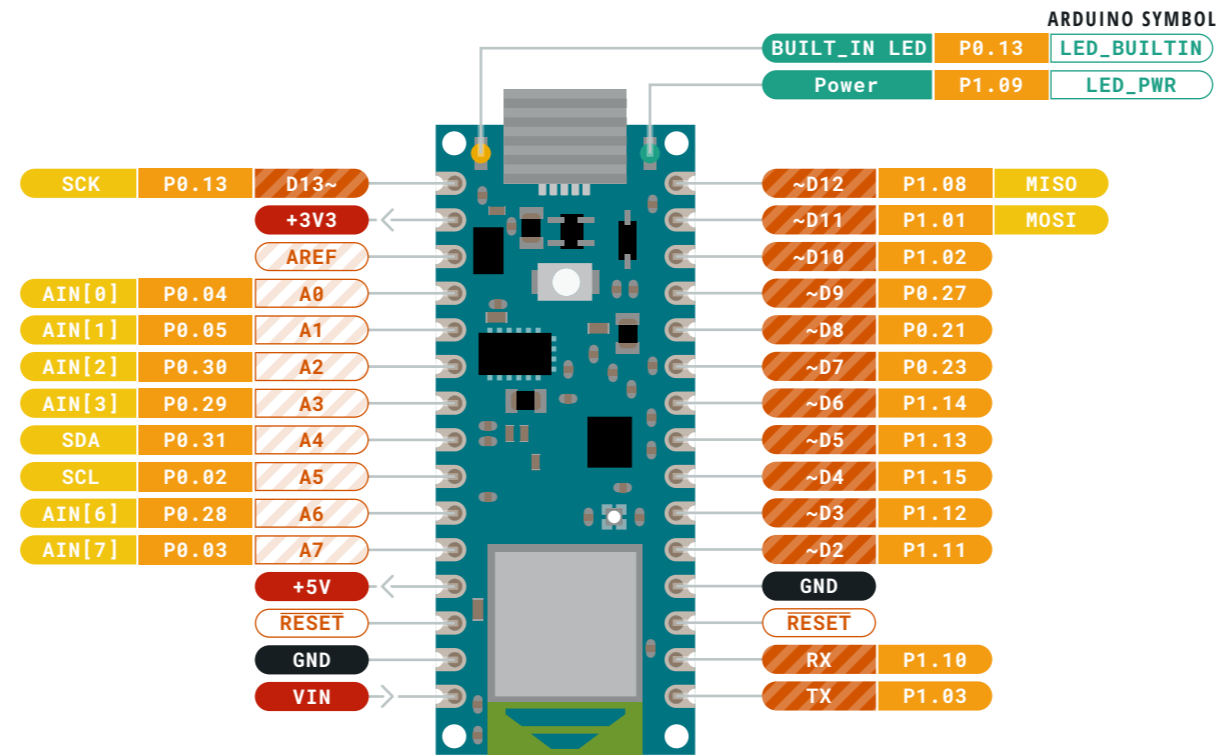 ARDUINO SYMBOL
BUILT_IN LED P0.13 LED_BUILTIN
Power P1.09 LED_PWR
SCK P0.13 D13~ ~D12 P1.08 MISO
+3V3 ~D11 P1.01 MOSI
AREF ~D10 P1.02
AIN[0] P0.04 A0 ~D9 P0.27
AIN[1] P0.05 A1 ~D8 P0.21
AIN[2] P0.30 A2 ~D7 P0.23
AIN[3] P0.29 A3 ~D6 P1.14
SDA P0.31 A4 ~D5 P1.13
SCL P0.02 A5 ~D4 P1.15
AIN[6] P0.28 A6 ~D3 P1.12
AIN[7] P0.03 A7 ~D2 P1.11
+5V GND
RESET RESET
GND RX P1.10
VIN TX P1.03